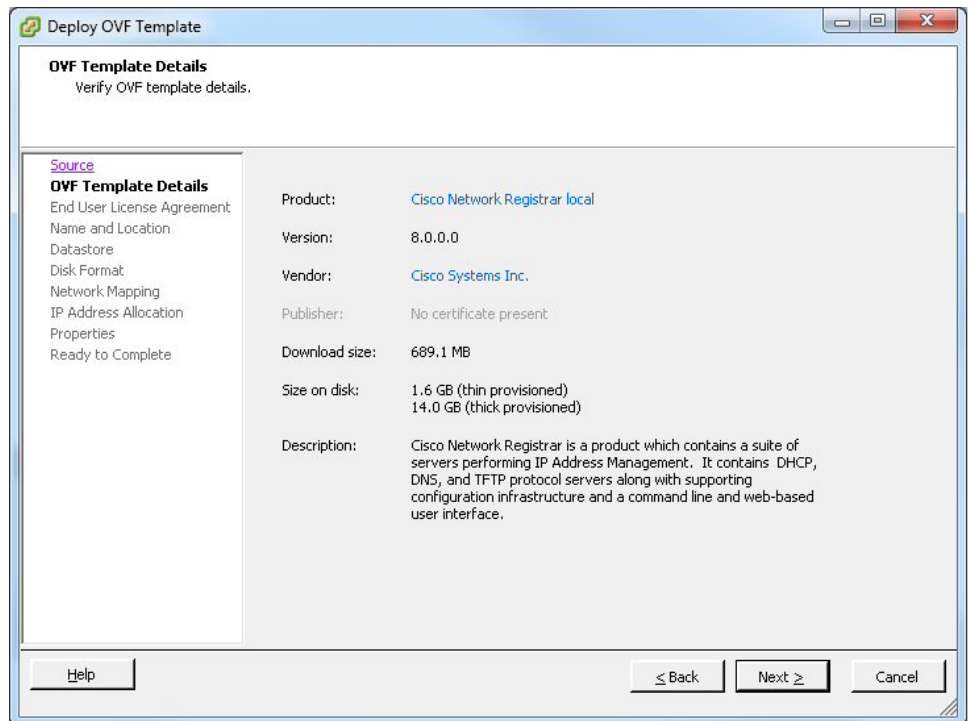 Deploy OVF Template
OVF Template Details
Verify OVF template details.
Source
OVF Template Details
End User License Agreement
Name and Location
Datastore
Disk Format
Network Mapping
IP Address Allocation
Properties
Ready to Complete
Product: Cisco Network Registrar local
Version: 8.0.0.0
Vendor: Cisco Systems Inc.
Publisher: No certificate present
Download size: 689.1 MB
Size on disk: 1.6 GB (thin provisioned)
14.0 GB (thick provisioned)
Description: Cisco Network Registrar is a product which contains a suite of
servers performing IP Address Management.  It contains  DHCP,
DNS, and TFTP protocol servers along with supporting
configuration infrastructure and a command line and web-based
user interface.
Help
≤ Back
Next ≥
Cancel